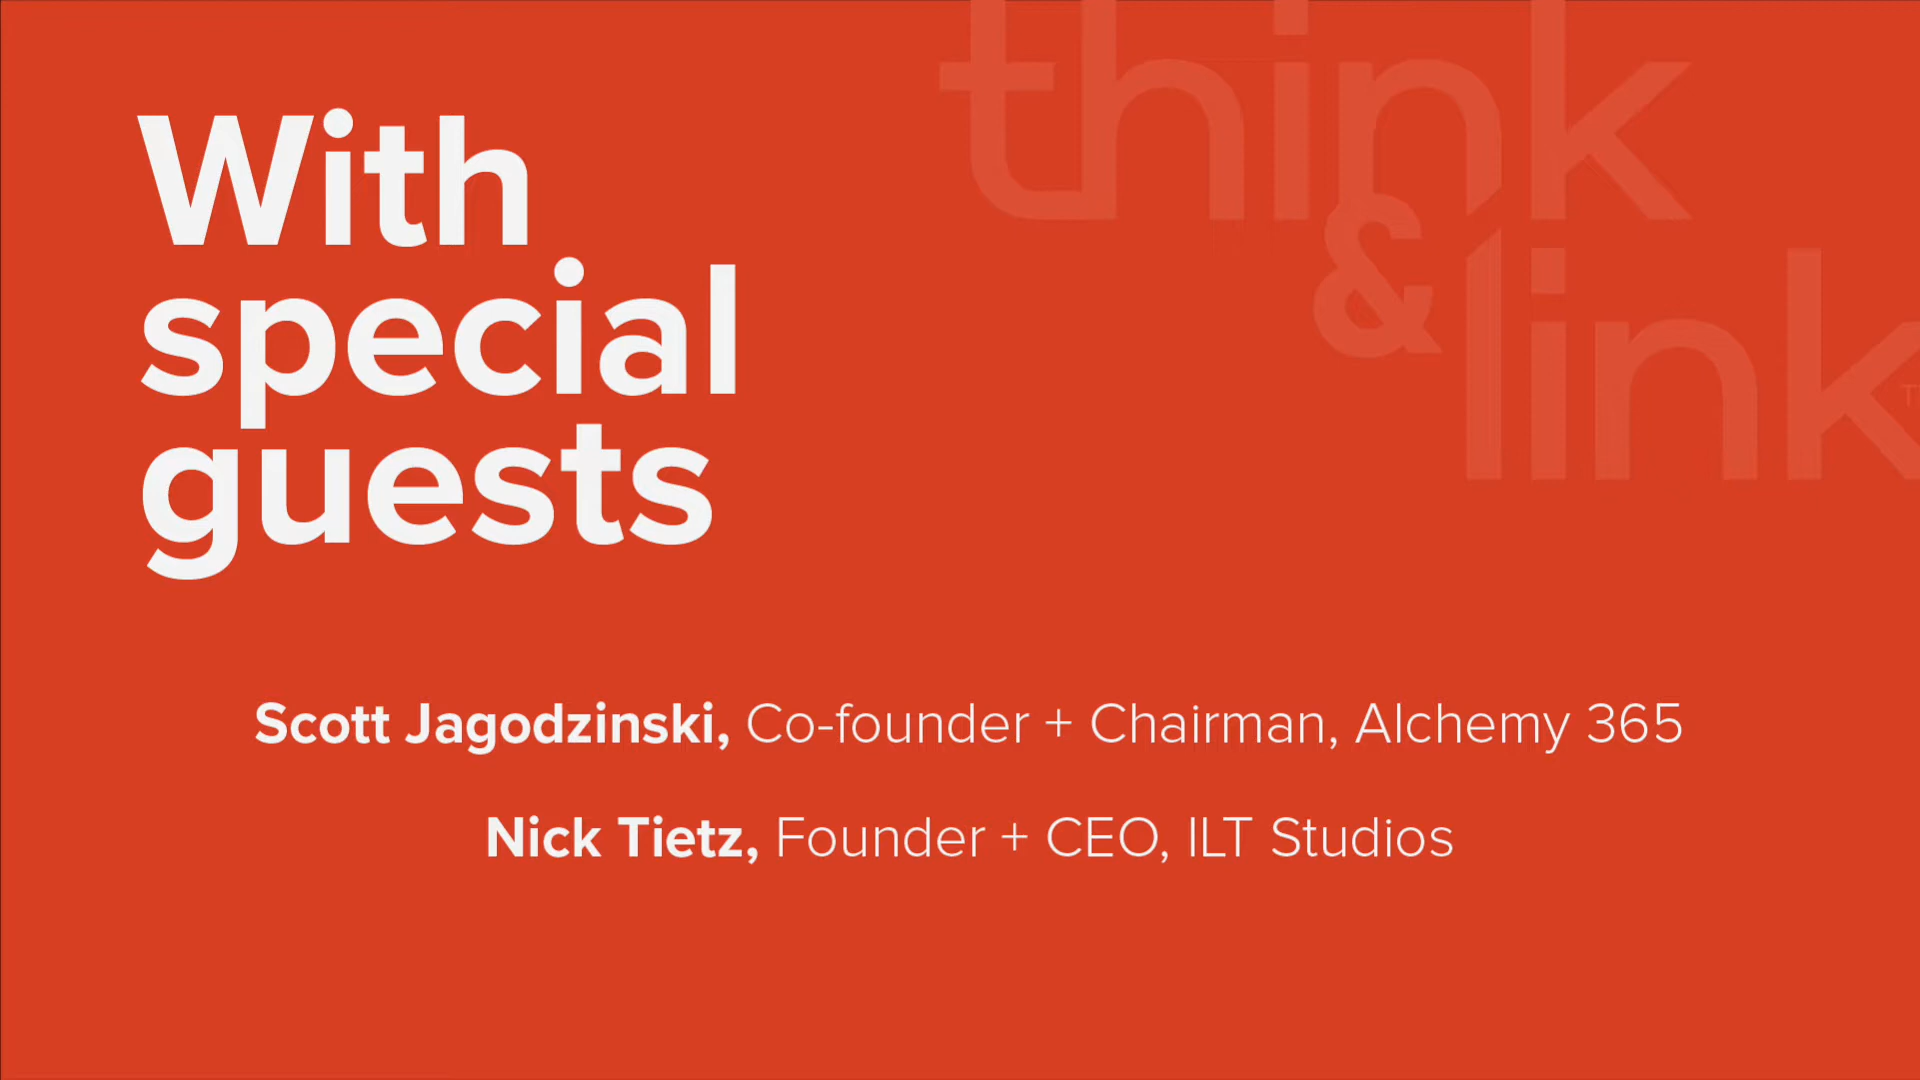 think
& link
With
special
guests
Scott Jagodzinski, Co-founder + Chairman, Alchemy 365
Nick Tietz, Founder + CEO, ILT Studios